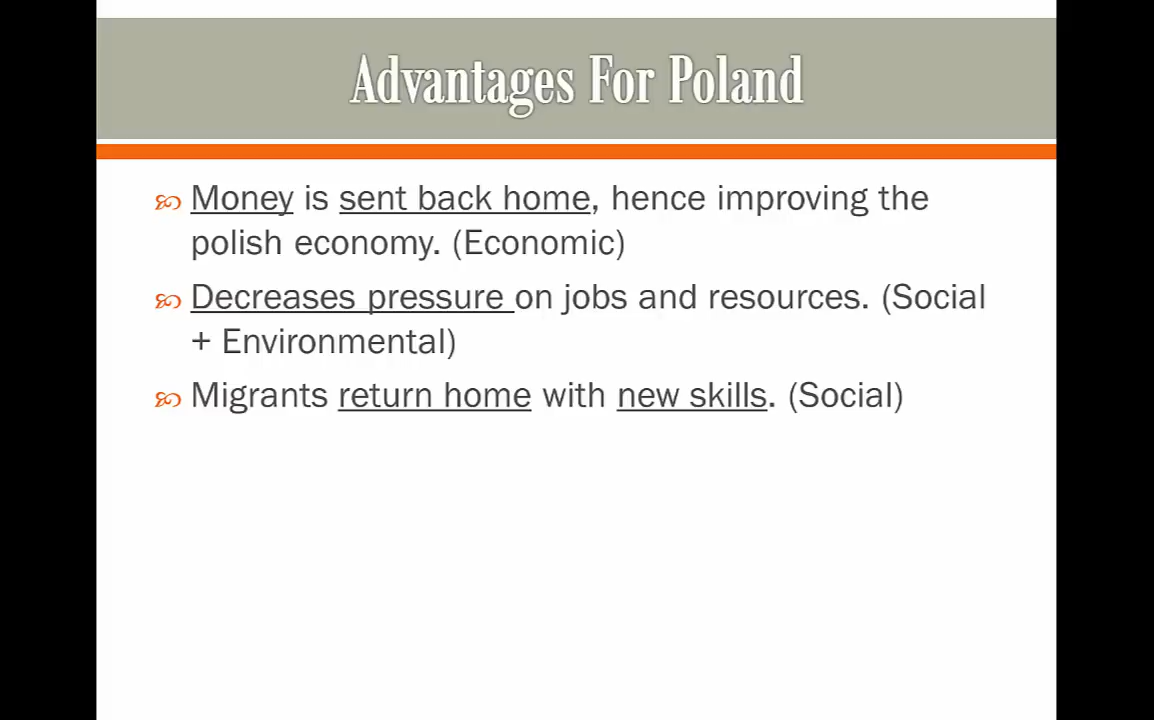 Advantages For Poland
Money is sent back home, hence improving the
polish economy. (Economic)
Decreases pressure on jobs and resources. (Social
+ Environmental)
Migrants return home with new skills. (Social)